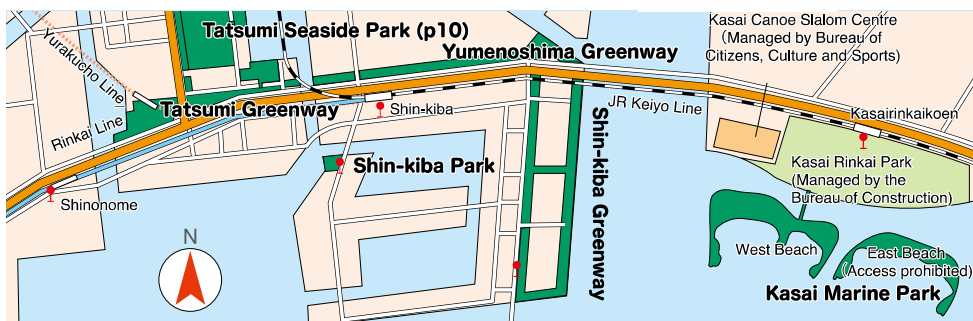 Tatsumi Seaside Park (p10)
Kasai Canoe Slalom Centre
(Managed by Bureau of
Citizens, Culture and Sports)
Yumenoshima Greenway
Yurakucho Line
Tatsumi Greenway
Shin-kiba
JR Keiyo Line
Kasairinkaikoen
Rinkai Line
Shin-kiba Park
Shin-kiba Greenway
Kasai Rinkai Park
(Managed by the
Bureau of Construction)
Shinonome
N
West Beach
East Beach
(Access prohibited)
Kasai Marine Park